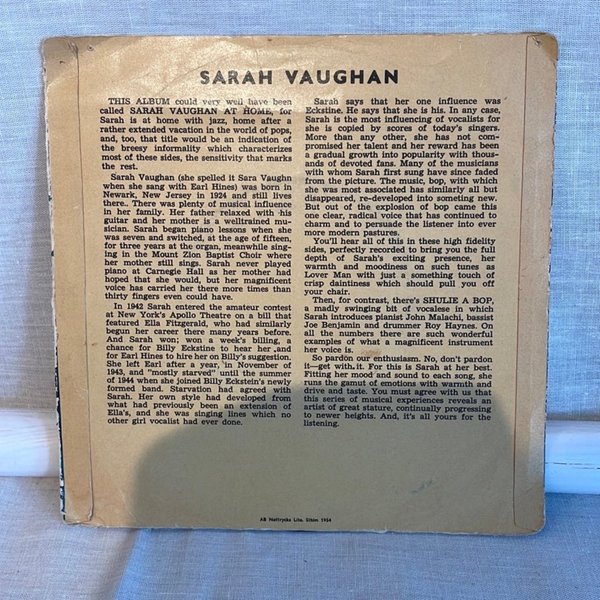 SARAH VAUGHAN
THIS ALBUM could very well have been
called SARAH VAUGHAN AT HOME, for
Sarah is at home with jazz, home after a
rather extended vacation in the world of pops,
and, too, that title would be an indication of
the breesy informality which characterizes
most of these sides, the sensitivity that marks
the rest.
Sarah Vaughan (she spelled it Sara Vaughn
when she sang with Earl Hines) was born in
Newark, New Jersey in 1924 and still lives
there. There was plenty of musical influence
in her family. Her father relaxed with his
guitar and her mother is a welltrained mu-
sician. Sarah began piano lessons when she
was seven and switched, at the age of fifteen,
for three years at the organ, meanwhile sing-
ing in the Mount Zion Baptist Choir where
her mother still sings. Sarah never played
piano at Carnegie Hall as her mother had
hoped that she would, but her magnificent
voice has carried her there more times than
thirty fingers even could have.
In 1942 Sarah entered the amateur contest
at New York's Apollo Theatre on a bill that
featured Ella Fitzgerald, who had similarly
begun her career there many years before.
And Sarah won; won a week's billing, a
chance for Billy Eckstine to hear her and
for Earl Hines to hire her on Billy's suggestion.
She left Earl after a year, in November of
1943, and "mostly starved" until the summer
of 1944 when she joined Billy Eckstein's newly
formed band. Starvation had agreed with
Sarah. Her own style had developed from
what had previously been an extension of
Ella's, and she was singing lines which no
other girl vocalist had ever done.
Sarah says that her one influence was
Eckstine. He says that she is his. In any case,
Sarah is the most influencing of vocalists for
she is copied by scores of today's singers.
More than any other, she has not com-
promised her talent and her reward has been
a gradual growth into popularity with thous-
ands of devoted fans. Many of the musicians
with whom Sarah first sung have since faded
from the picture. The music, bop, with which
she was most associated has similarly all but
disappeared, re-developed into someting new.
But out of the explosion of bop came this
one clear, radical voice that has continued to
charm and to persuade the listener into ever
more modern pastures.
You'll hear all of this in these high fidelity
sides, perfectly recorded to bring you the full
depth of Sarah's exciting presence, her
warmth and moodiness on such tunes as
Lover Man with just a something touch of
crisp daintiness which should pull you off
your chair.
Then, for contrast, there's SHULIE A BOP,
a madly swinging bit of vocalese in which
Sarah introduces pianist John Malachi, bassist
Joe Benjamin and drummer Roy Haynes. On
all the numbers there are such wonderful
examples of what a magnificent instrument
her voice is.
So pardon our enthusiasm. No, don't pardon
it—get with it. For this is Sarah at her best.
Fitting her mood and sound to each song, she
runs the gamut of emotions with warmth and
drive and taste. You must agree with us that
this series of musical experiences reveals an
artist of great stature, continually progressing
to newer heights. And, it's all yours for the
listening.
AB Nettrycks Lito. Sthlm 1954